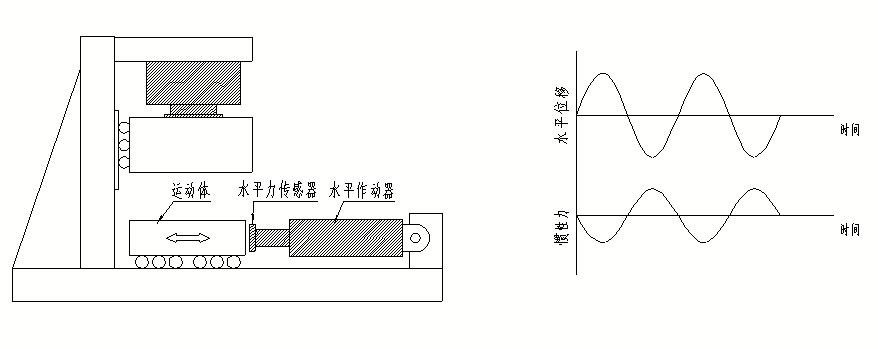 运动体
水平力传感器
水平作动器
水平位移
时间
惯性力
时间